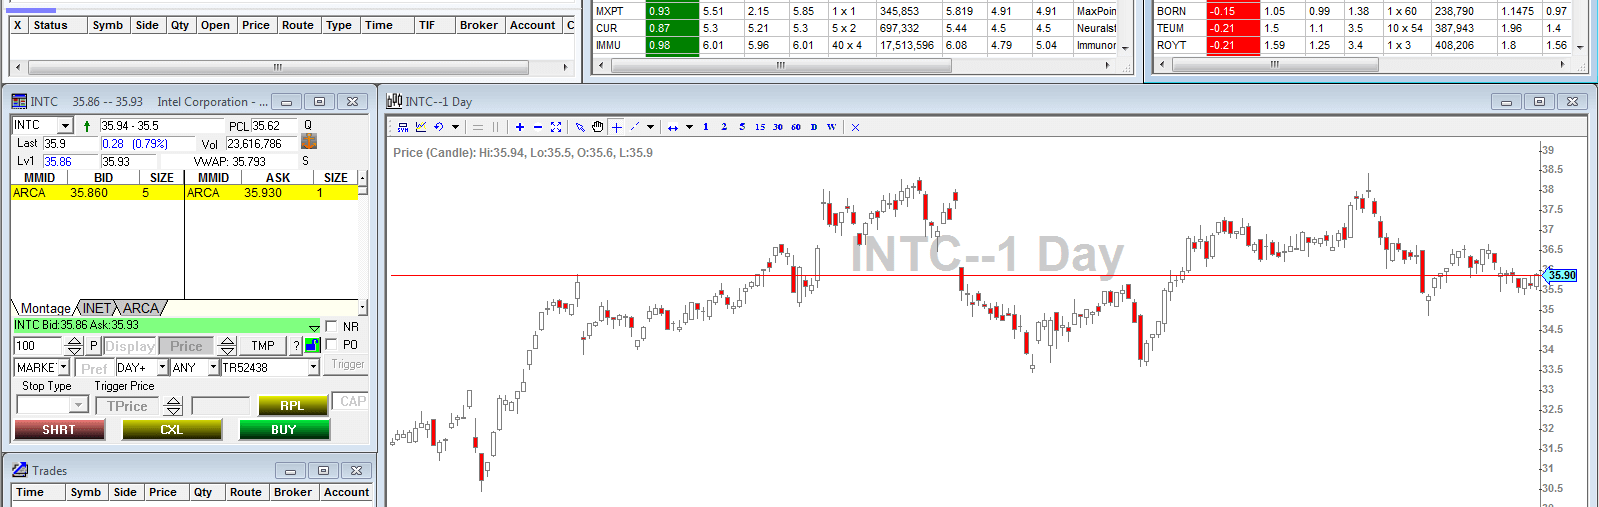 X Status Symb Side Qty Open Price Route Type Time TIF Broker Account C
MXPT 0.93 5.51 2.15 5.85 1 x 1 345,853 5.819 4.91 4.91 MaxPoin
CUR 0.87 5.3 5.21 5.3 5 x 2 697,332 5.44 4.5 4.5 Neuralst
IMMU 0.98 6.01 5.96 6.01 40 x 4 17,513,596 6.08 4.79 5.04 Immunor
BORN -0.15 1.05 0.99 1.38 1 x 60 238,790 1.1475 0.97
TEUM -0.21 1.5 1.1 3.5 10 x 54 387,943 1.96 1.4
ROYT -0.21 1.59 1.25 3.4 1 x 3 408,206 1.8 1.56
INTC 35.86 -- 35.93 Intel Corporation - ...
INTC 35.94 - 35.5 PCL 35.62 Q
Last 35.9 0.28 (0.79%) Vol 23,616,786
Lv1 35.86 35.93 VWAP: 35.793 S
MMID BID SIZE MMID ASK SIZE
ARCA 35.860 5 ARCA 35.930 1
Montage INET ARCA
INTC Bid:35.86 Ask:35.93 NR
100 P Display Price TMP ? PO
MARKE Pref DAY+ ANY TR52438 Trigger
Stop Type Trigger Price
TPrice RPL CAP
SHRT CXL BUY
Trades
Time Symb Side Price Qty Route Broker Account
INTC--1 Day
SYM 1 2 5 15 30 60 D W
Price (Candle): Hi:35.94, Lo:35.5, O:35.6, L:35.9
INTC--1 Day
39
38.5
38
37.5
37
36.5
35.90
35.5
35
34.5
34
33.5
33
32.5
32
31.5
31
30.5